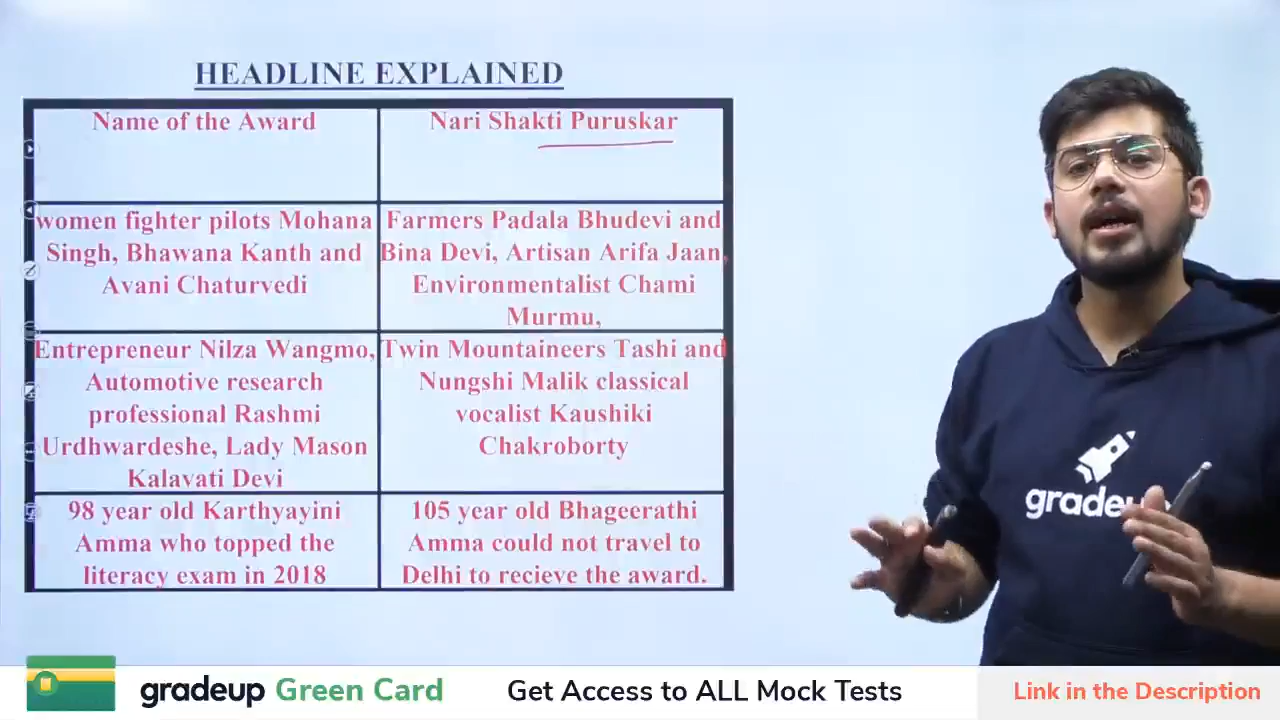 HEADLINE EXPLAINED
Name of the Award
Nari Shakti Puruskar
women fighter pilots Mohana
Singh, Bhawana Kanth and
Avani Chaturvedi
Farmers Padala Bhudevi and
Bina Devi, Artisan Arifa Jaan,
Environmentalist Chami
Murmu,
Entrepreneur Nilza Wangmo,
Automotive research
professional Rashmi
Urdhwardeshe, Lady Mason
Kalavati Devi
Twin Mountaineers Tashi and
Nungshi Malik classical
vocalist Kaushiki
Chakroborty
98 year old Karthyayini
Amma who topped the
literacy exam in 2018
105 year old Bhageerathi
Amma could not travel to
Delhi to recieve the award.
gradeup
gradeup Green Card
Get Access to ALL Mock Tests
Link in the Description